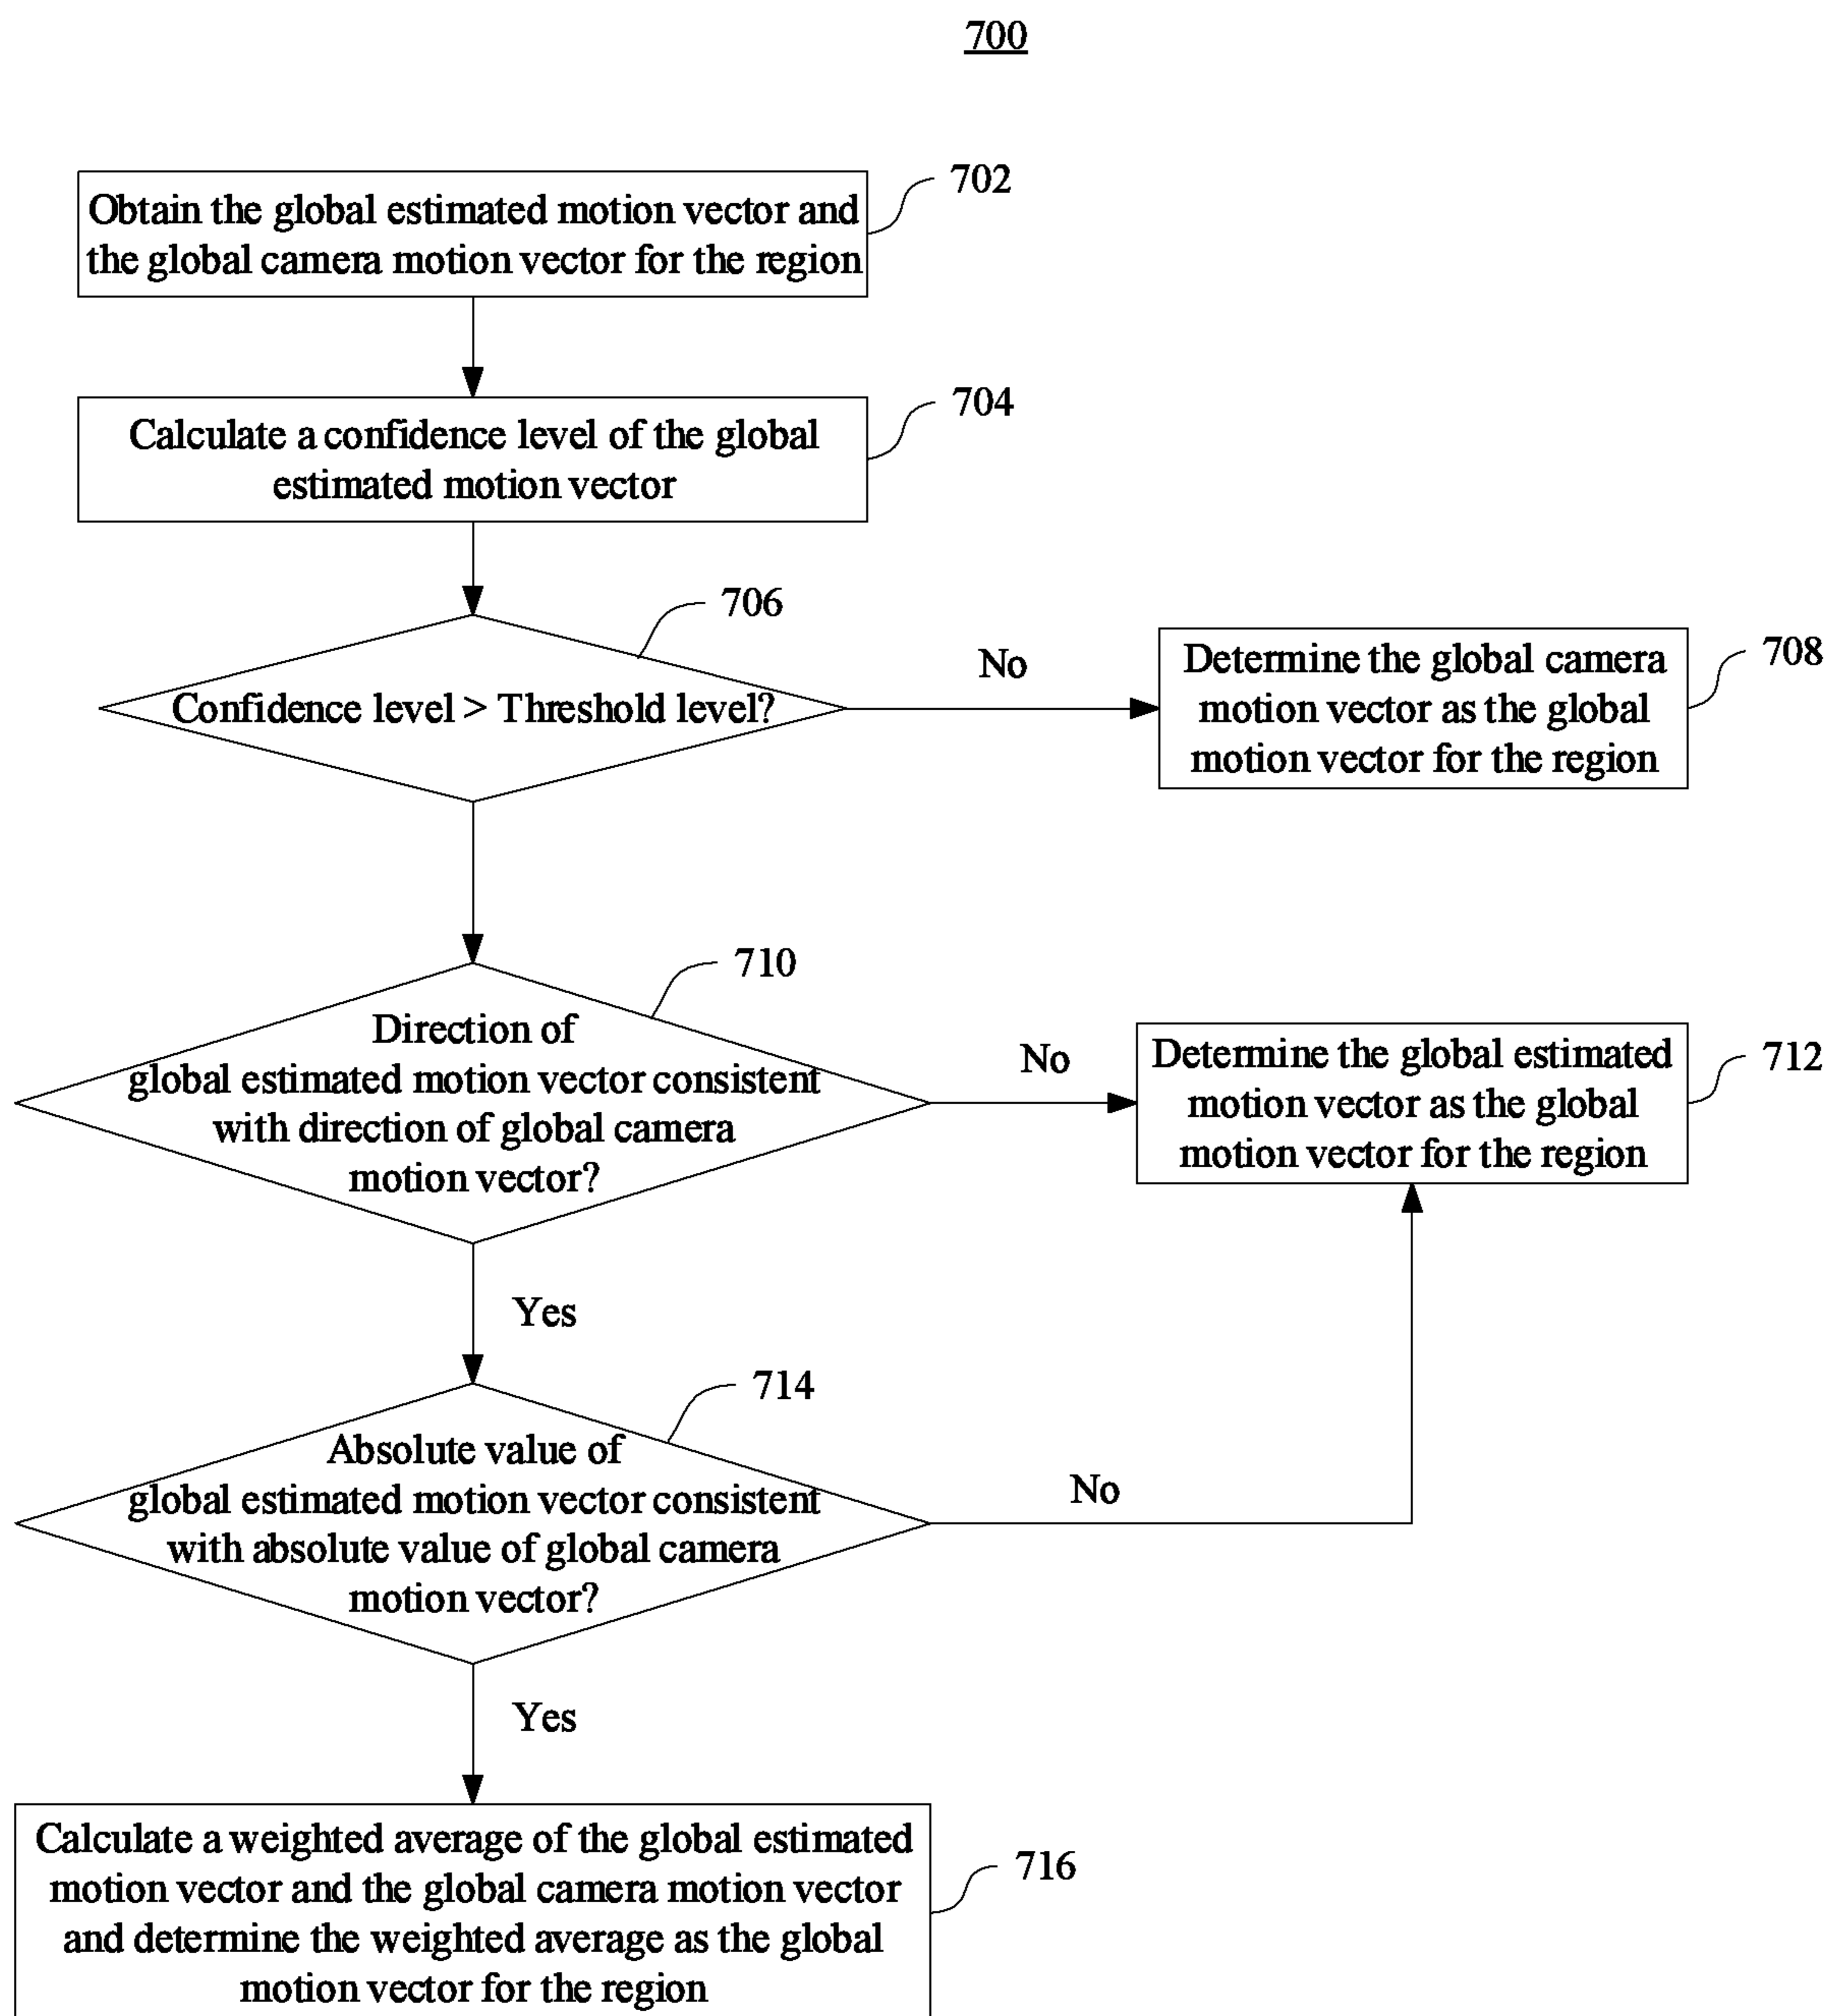 700
702
Obtain the global estimated motion vector and
the global camera motion vector for the region
704
Calculate a confidence level of the global
estimated motion vector
706
Confidence level > Threshold level?
No
708
Determine the global camera
motion vector as the global
motion vector for the region
710
Direction of
global estimated motion vector consistent
with direction of global camera
motion vector?
No
712
Determine the global estimated
motion vector as the global
motion vector for the region
Yes
714
Absolute value of
global estimated motion vector consistent
with absolute value of global camera
motion vector?
No
Yes
716
Calculate a weighted average of the global estimated
motion vector and the global camera motion vector
and determine the weighted average as the global
motion vector for the region